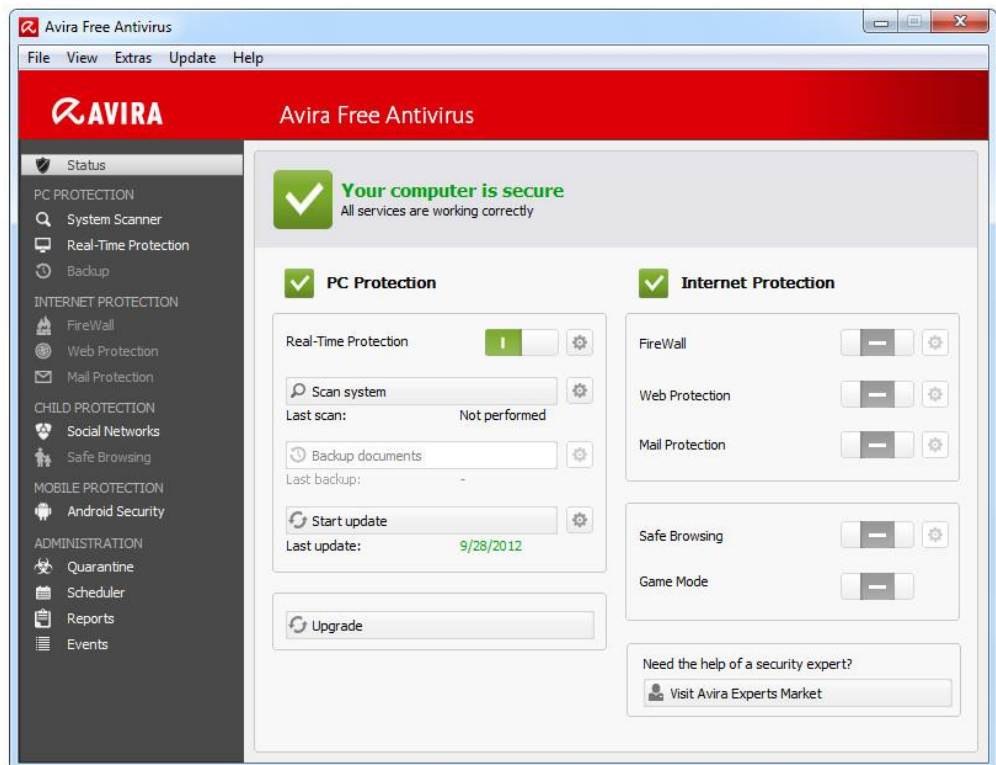 Avira Free Antivirus
File View Extras Update Help
AVIRA
Avira Free Antivirus
Status
PC PROTECTION
System Scanner
Real-Time Protection
Backup
INTERNET PROTECTION
FireWall
Web Protection
Mail Protection
CHILD PROTECTION
Social Networks
Safe Browsing
MOBILE PROTECTION
Android Security
ADMINISTRATION
Quarantine
Scheduler
Reports
Events
Your computer is secure
All services are working correctly
PC Protection
Real-Time Protection
Scan system
Last scan: Not performed
Backup documents
Last backup: -
Start update
Last update: 9/28/2012
Upgrade
Internet Protection
FireWall
Web Protection
Mail Protection
Safe Browsing
Game Mode
Need the help of a security expert?
Visit Avira Experts Market